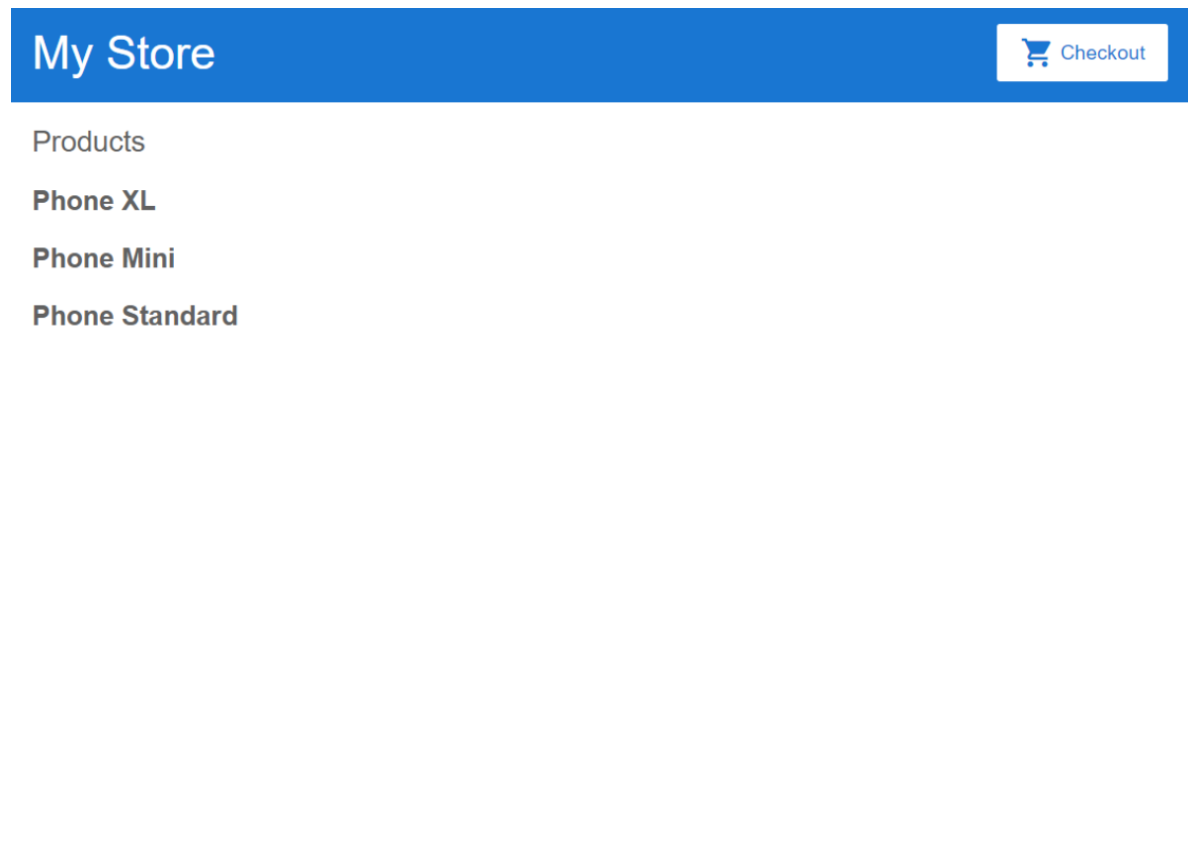 My Store
Checkout
Products
Phone XL
Phone Mini
Phone Standard